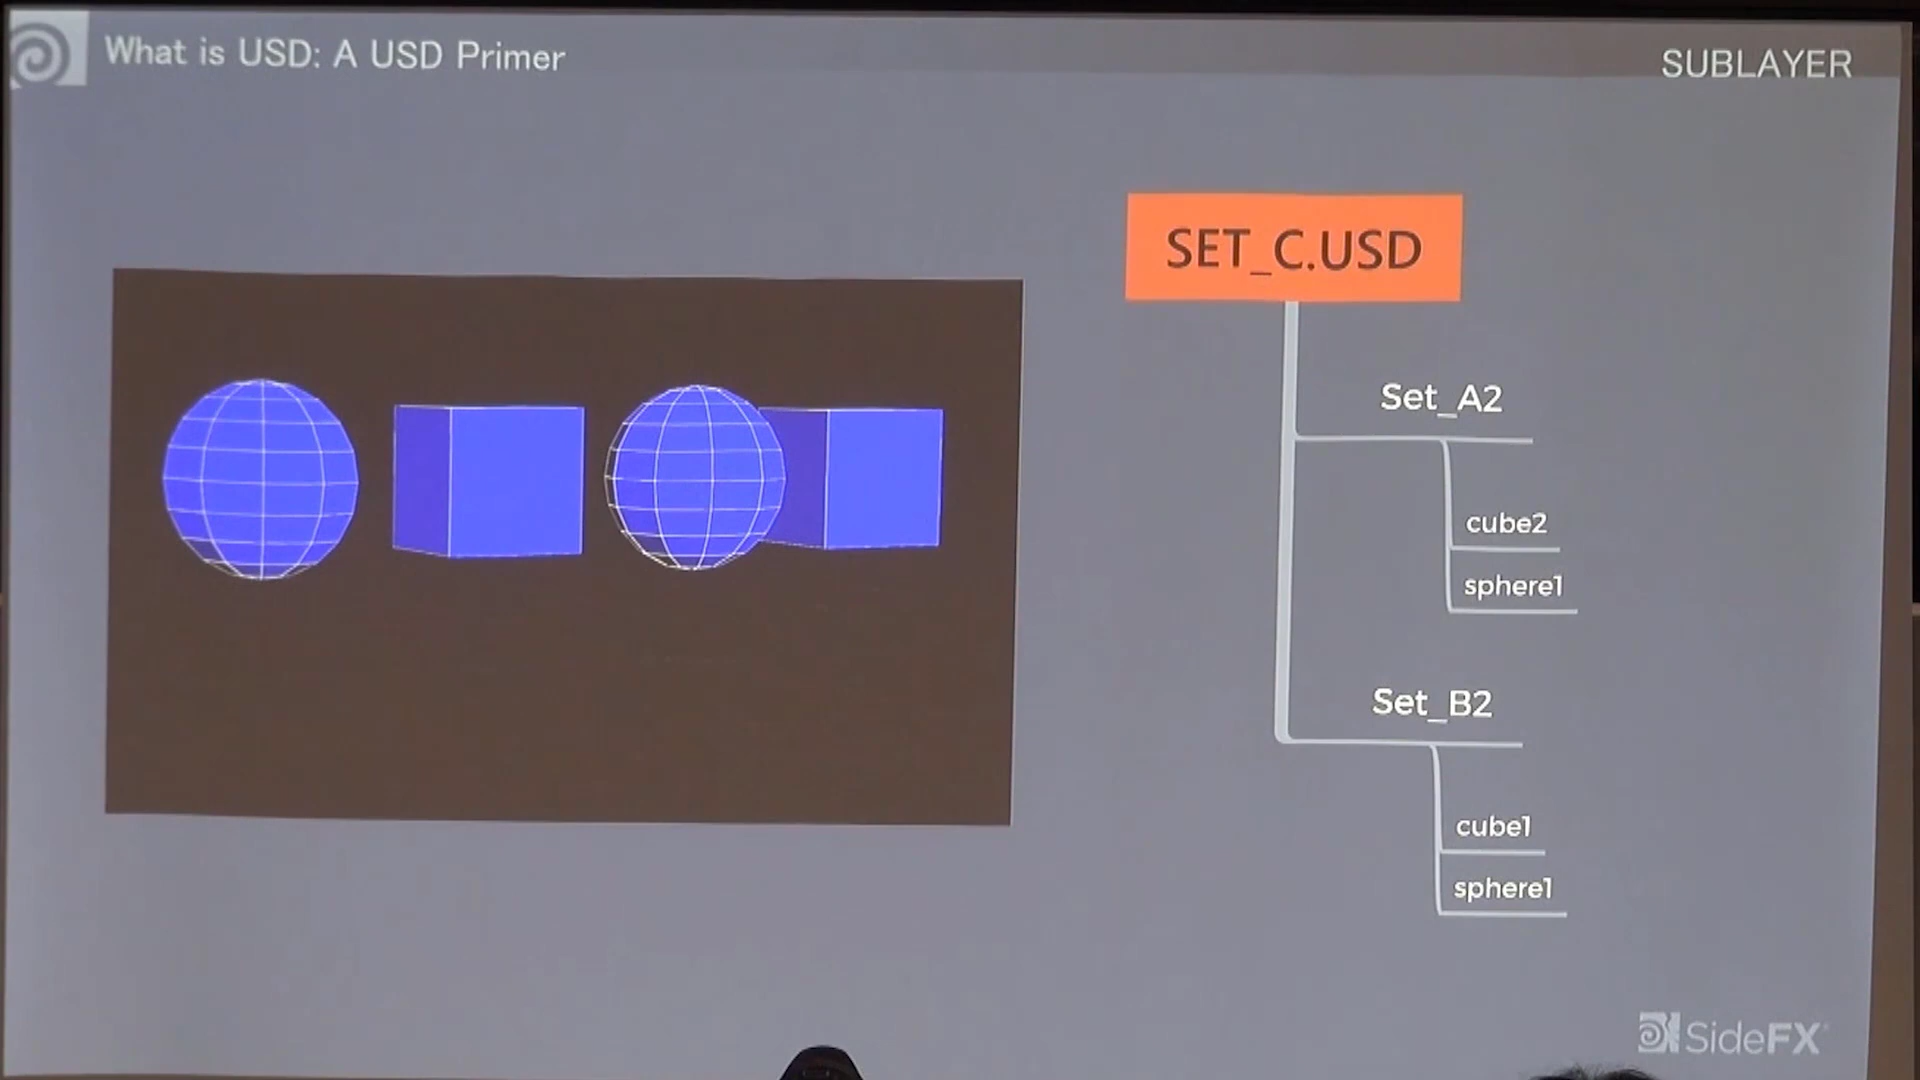 What is USD: A USD Primer
SUBLAYER
SET_C.USD
Set_A2
cube2
sphere1
Set_B2
cube1
sphere1
SideFX